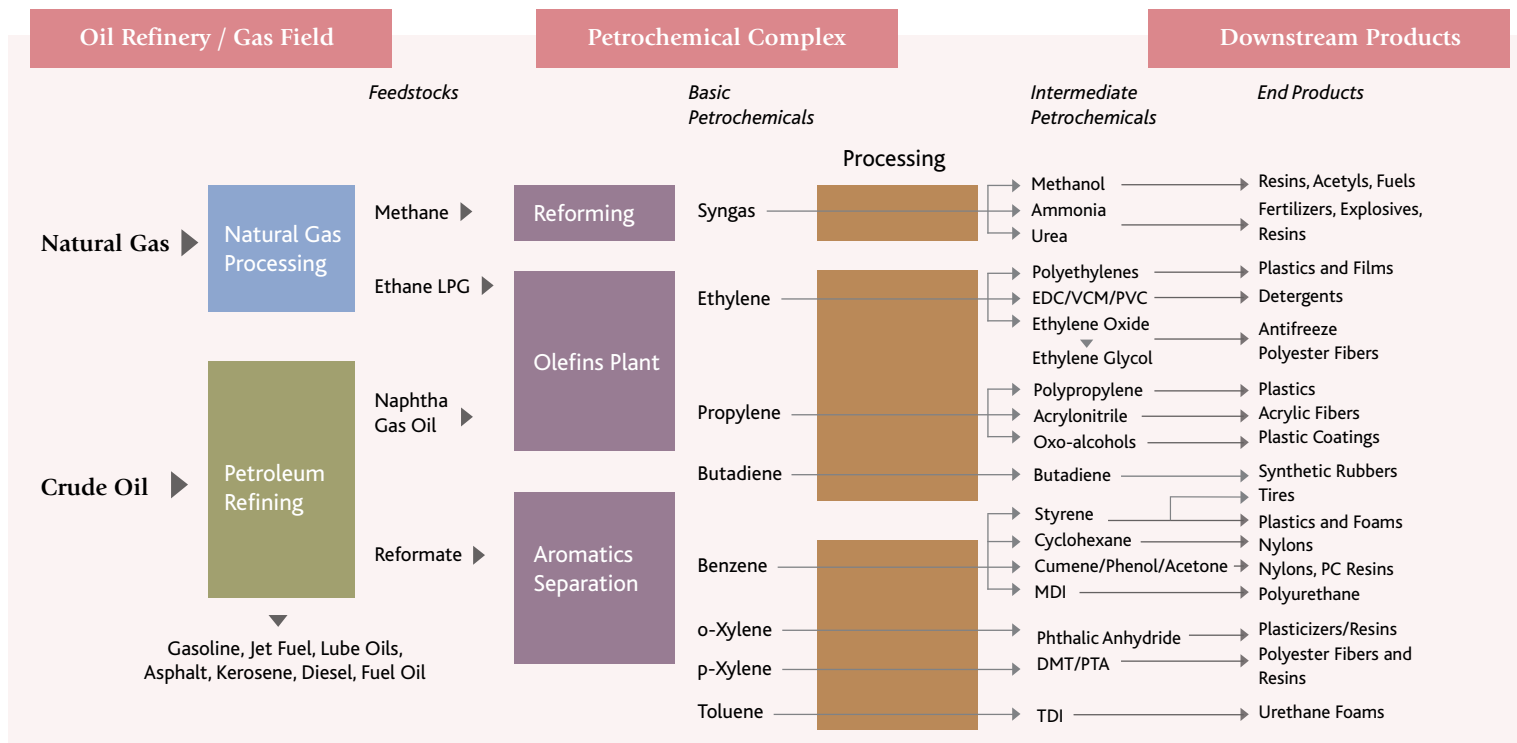 Oil Refinery / Gas Field
Petrochemical Complex
Downstream Products
Feedstocks
Basic
Petrochemicals
Intermediate
Petrochemicals
End Products
Processing
Natural Gas
Natural Gas
Processing
Methane
Reforming
Syngas
Methanol
Resins, Acetyls, Fuels
Ammonia
Urea
Fertilizers, Explosives,
Resins
Ethane LPG
Olefins Plant
Ethylene
Polyethylenes
Plastics and Films
EDC/VCM/PVC
Detergents
Ethylene Oxide
Ethylene Glycol
Antifreeze
Polyester Fibers
Crude Oil
Petroleum
Refining
Naphtha
Gas Oil
Propylene
Polypropylene
Plastics
Acrylonitrile
Acrylic Fibers
Oxo-alcohols
Plastic Coatings
Butadiene
Butadiene
Synthetic Rubbers
Tires
Reformate
Aromatics
Separation
Benzene
Styrene
Plastics and Foams
Cyclohexane
Nylons
Cumene/Phenol/Acetone
Nylons, PC Resins
MDI
Polyurethane
o-Xylene
Phthalic Anhydride
Plasticizers/Resins
p-Xylene
DMT/PTA
Polyester Fibers and
Resins
Toluene
TDI
Urethane Foams
Gasoline, Jet Fuel, Lube Oils,
Asphalt, Kerosene, Diesel, Fuel Oil